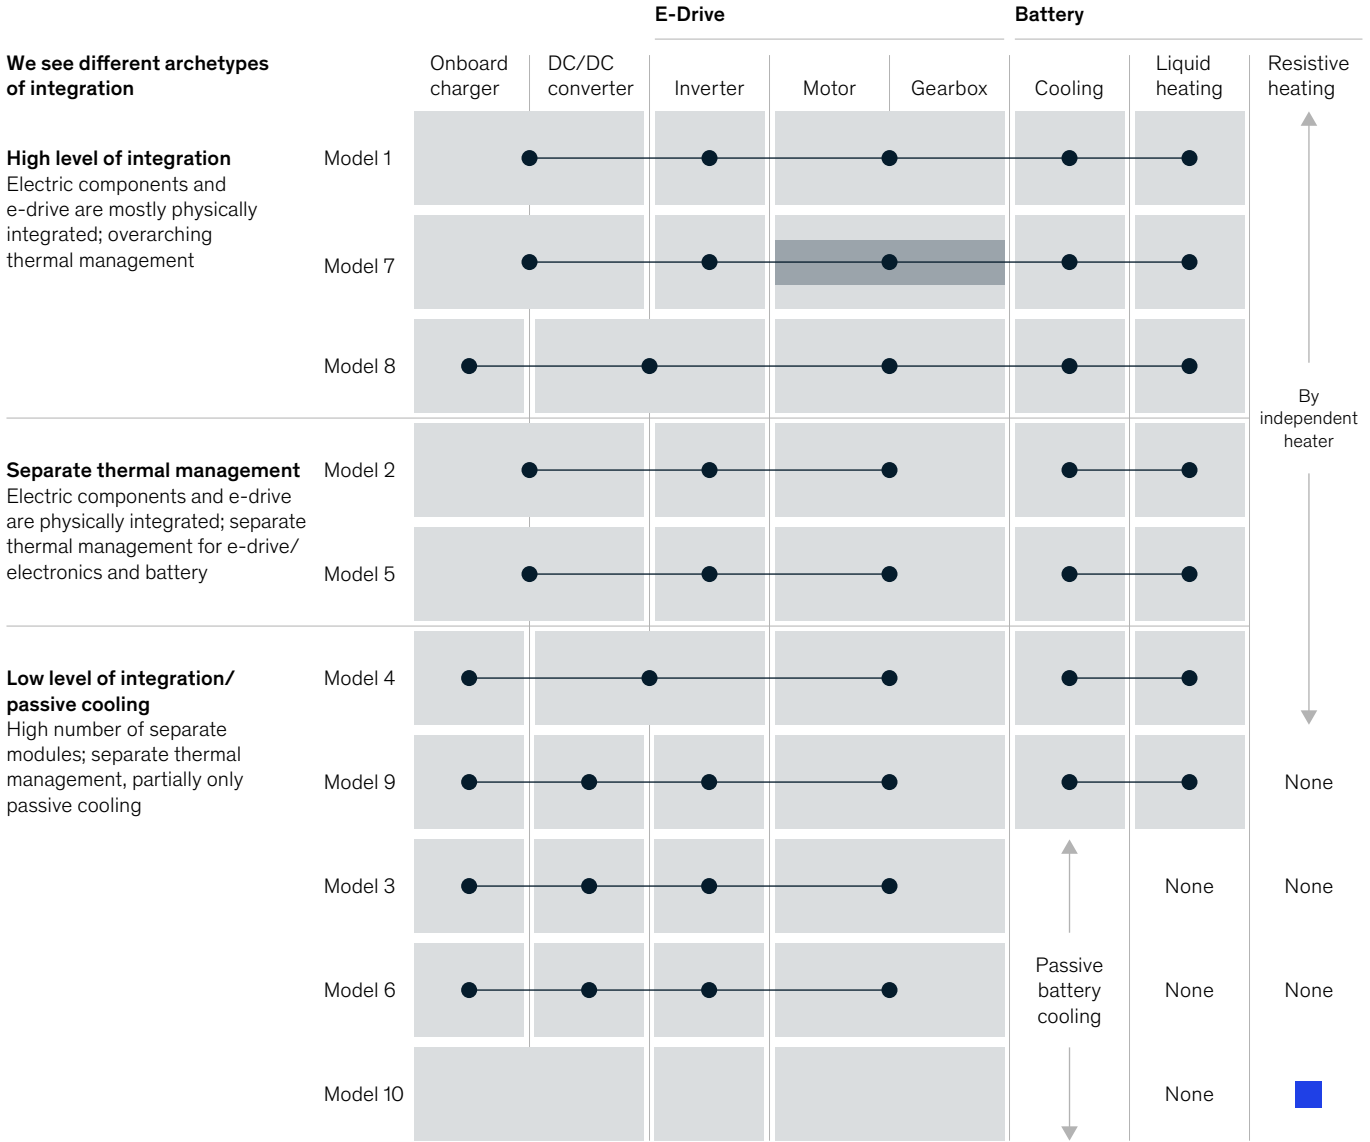 E-Drive
Battery
We see different archetypes
of integration
Onboard
charger
DC/DC
converter
Inverter
Motor
Gearbox
Cooling
Liquid
heating
Resistive
heating
High level of integration
Electric components and
e-drive are mostly physically
integrated; overarching
thermal management
Model 1
Model 7
Model 8
By
independent
heater
Separate thermal management
Electric components and e-drive
are physically integrated; separate
thermal management for e-drive/
electronics and battery
Model 2
Model 5
Low level of integration/
passive cooling
High number of separate
modules; separate thermal
management, partially only
passive cooling
Model 4
Model 9
None
Model 3
None
None
Model 6
Passive
battery
cooling
None
None
Model 10
None